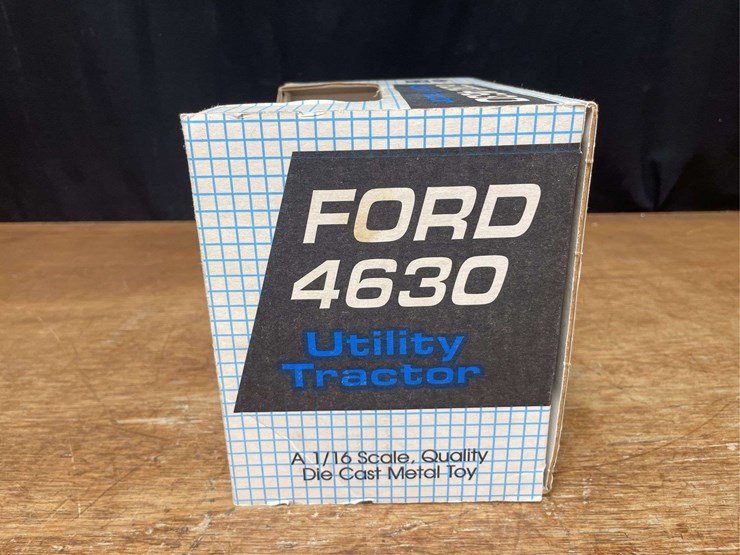 FORD
4630
Utility
Tractor
A 1/16 Scale, Quality
Die Cast Metal Toy